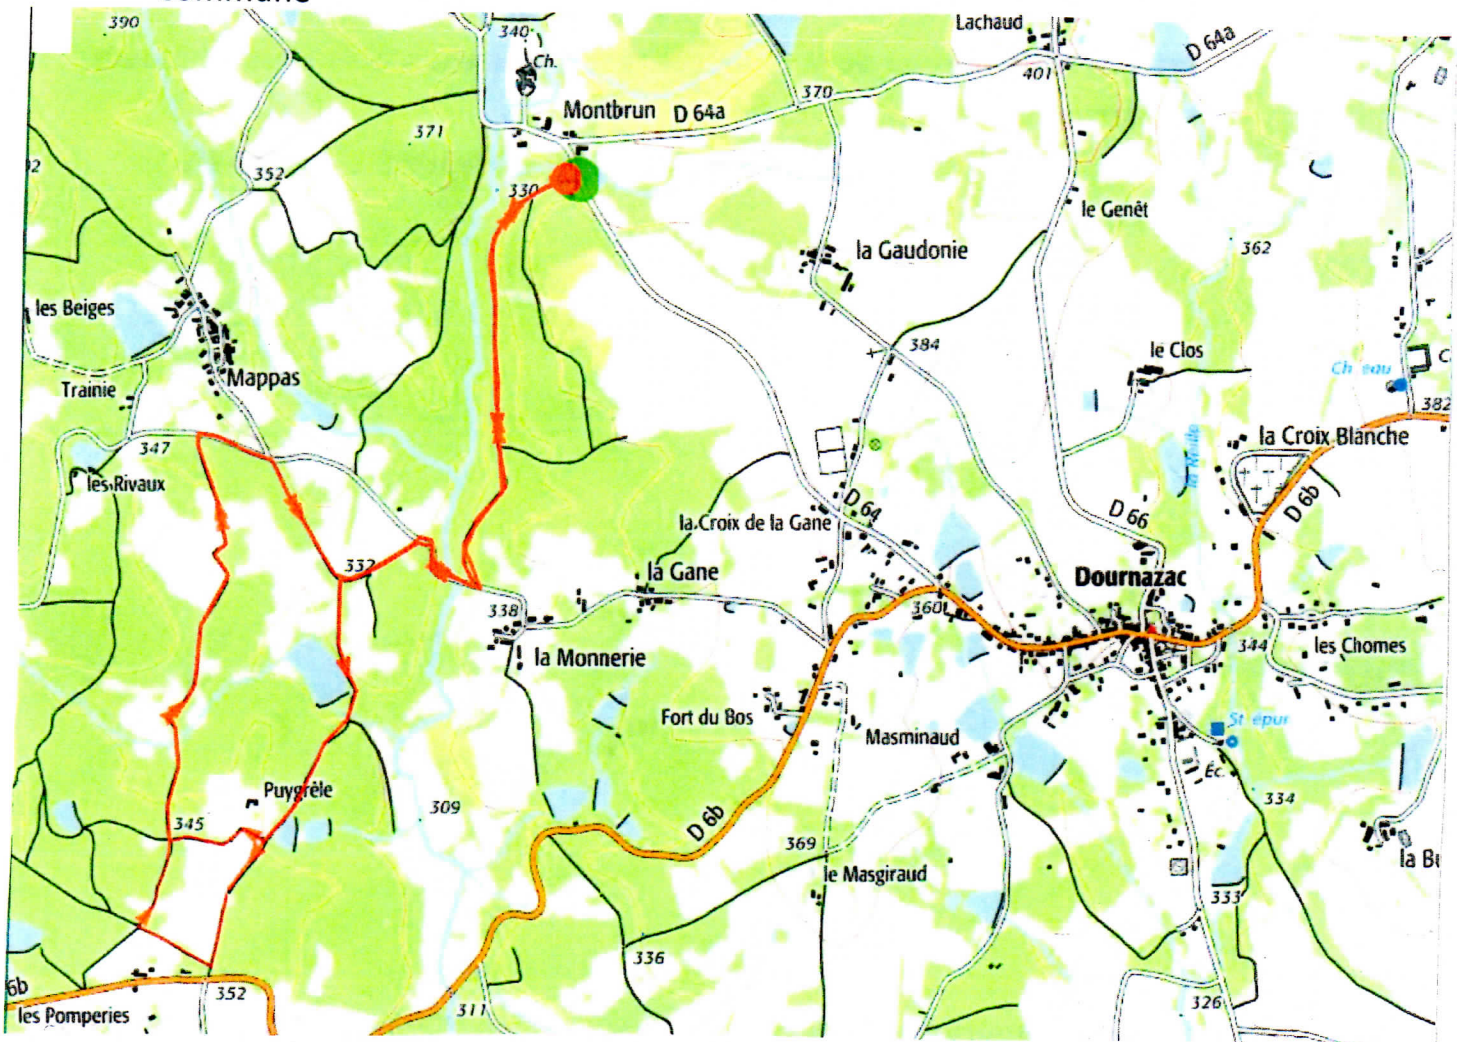 390
340
Lachaud
D 64a
Ch.
401
370
Montbrun
D 64a
371
352
330
le Genêt
362
la Gaudonie
les Beiges
384
le Clos
Trainie
Mappas
382
347
la Croix Blanche
les Rivaux
D 6b
D 64
la Croix de la Gane
D 66
332
la Gane
Dournazac
338
360
344
les Chomes
la Monnerie
Fort du Bos
Masminaud
St épur
Éc.
Puygrêle
309
334
345
D 6b
369
le Masgiraud
333
336
352
326
311
6b
les Pomperies